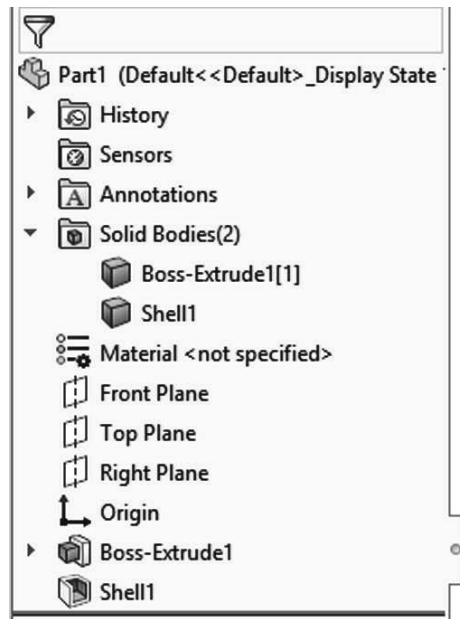 Part1 (Default<<Default>_Display State
History
Sensors
Annotations
Solid Bodies(2)
Boss-Extrude1[1]
Shell1
Material <not specified>
Front Plane
Top Plane
Right Plane
Origin
Boss-Extrude1
Shell1